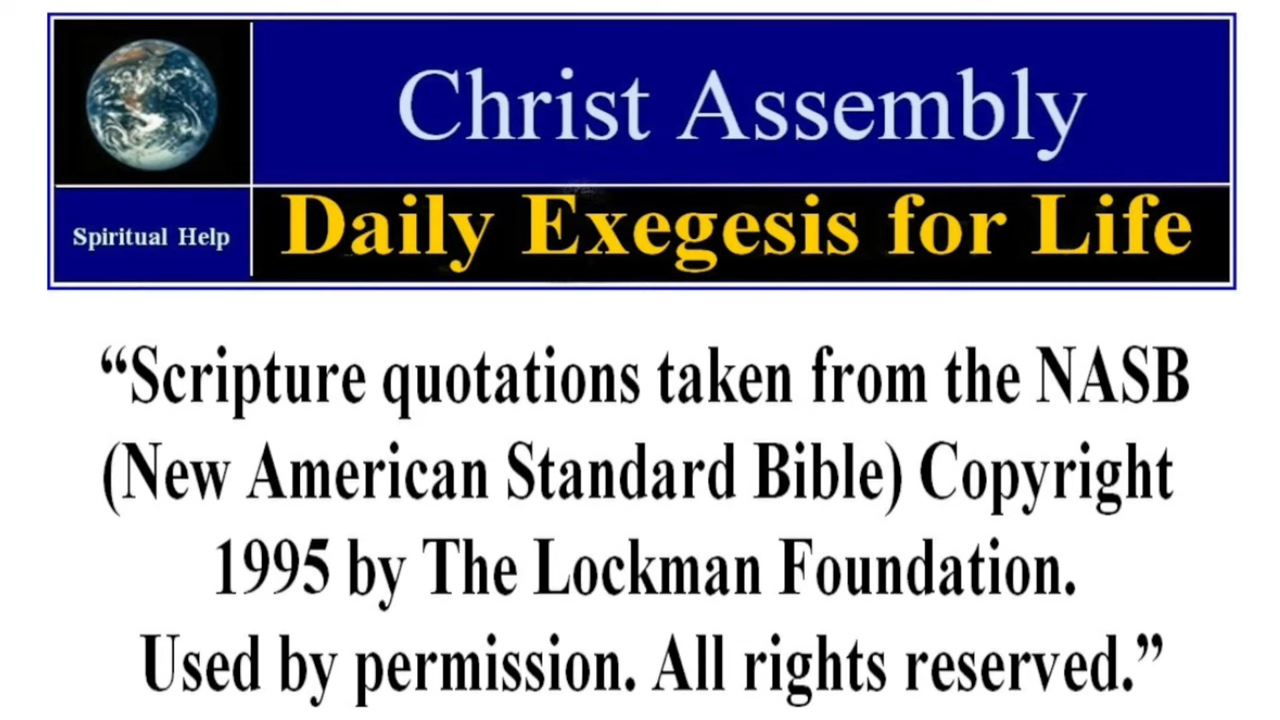 Christ Assembly
Spiritual Help
Daily Exegesis for Life
“Scripture quotations taken from the NASB
(New American Standard Bible) Copyright
1995 by The Lockman Foundation.
Used by permission. All rights reserved.”